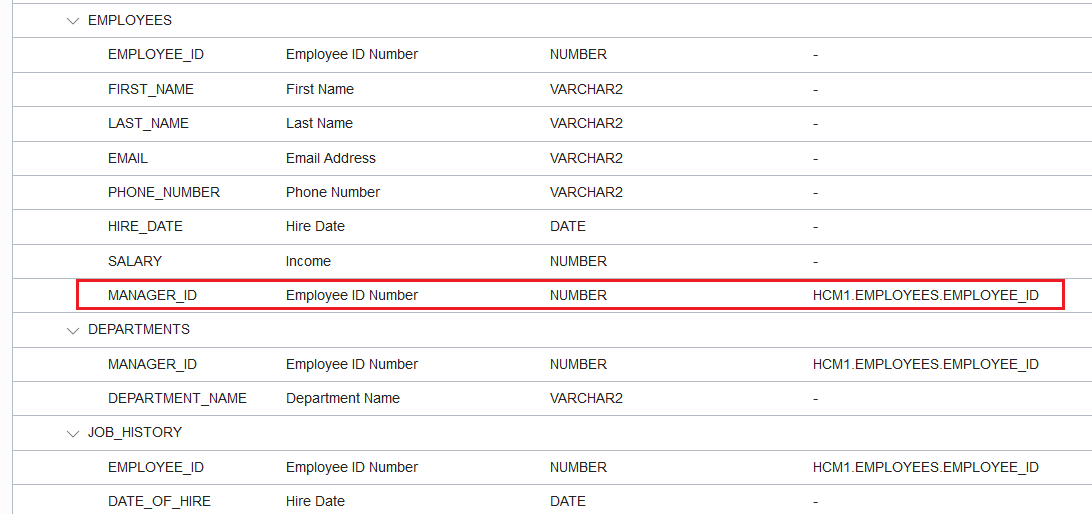 EMPLOYEES
EMPLOYEE_ID Employee ID Number NUMBER -
FIRST_NAME First Name VARCHAR2 -
LAST_NAME Last Name VARCHAR2 -
EMAIL Email Address VARCHAR2 -
PHONE_NUMBER Phone Number VARCHAR2 -
HIRE_DATE Hire Date DATE -
SALARY Income NUMBER -
MANAGER_ID Employee ID Number NUMBER HCM1.EMPLOYEES.EMPLOYEE_ID
DEPARTMENTS
MANAGER_ID Employee ID Number NUMBER HCM1.EMPLOYEES.EMPLOYEE_ID
DEPARTMENT_NAME Department Name VARCHAR2 -
JOB_HISTORY
EMPLOYEE_ID Employee ID Number NUMBER HCM1.EMPLOYEES.EMPLOYEE_ID
DATE_OF_HIRE Hire Date DATE -